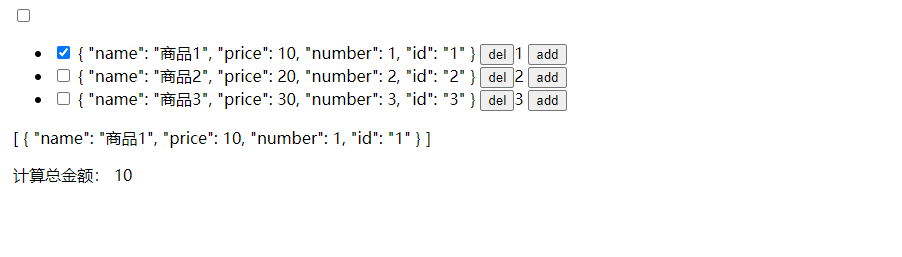 { "name": "商品1", "price": 10, "number": 1, "id": "1" } del 1 add
{ "name": "商品2", "price": 20, "number": 2, "id": "2" } del 2 add
{ "name": "商品3", "price": 30, "number": 3, "id": "3" } del 3 add
[ { "name": "商品1", "price": 10, "number": 1, "id": "1" } ]
计算总金额： 10